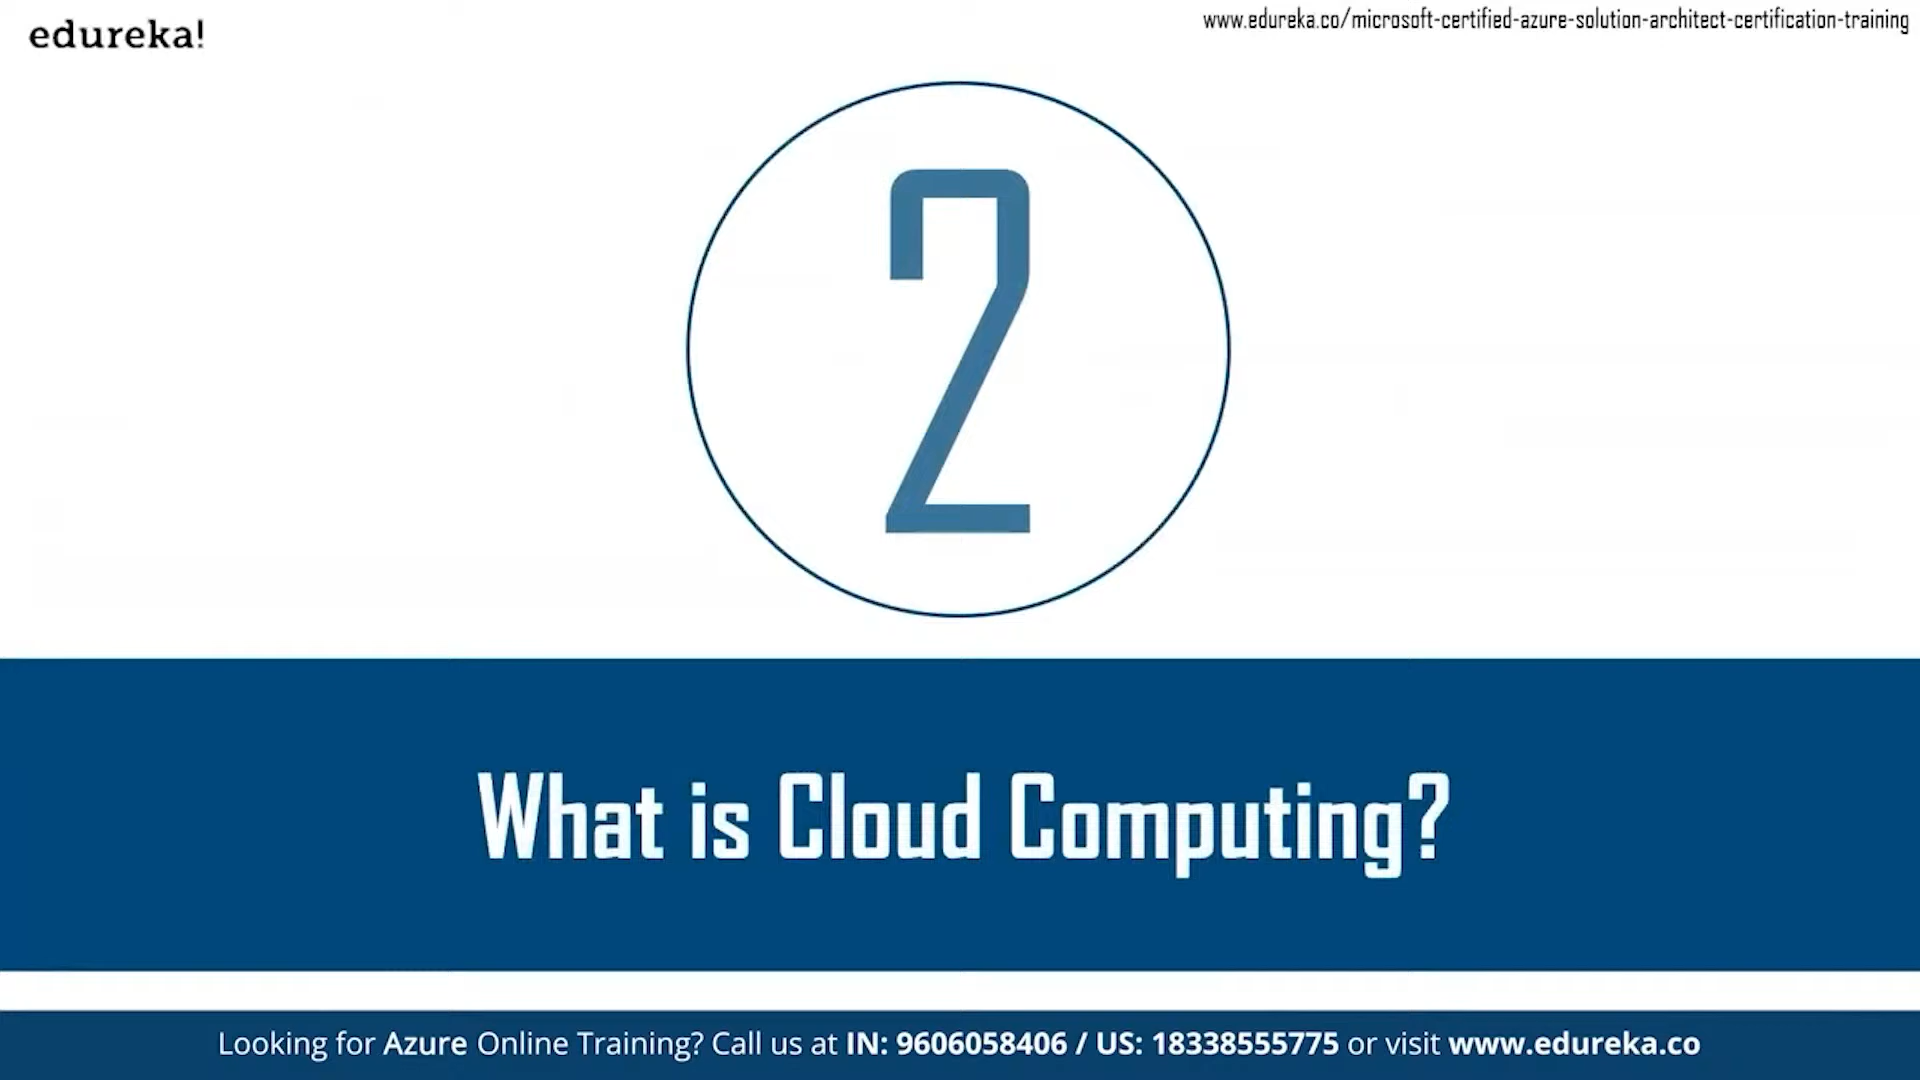 edureka!
www.edureka.co/microsoft-certified-azure-solution-architect-certification-training
2
What is Cloud Computing?
Looking for Azure Online Training? Call us at IN: 9606058406 / US: 18338555775 or visit www.edureka.co